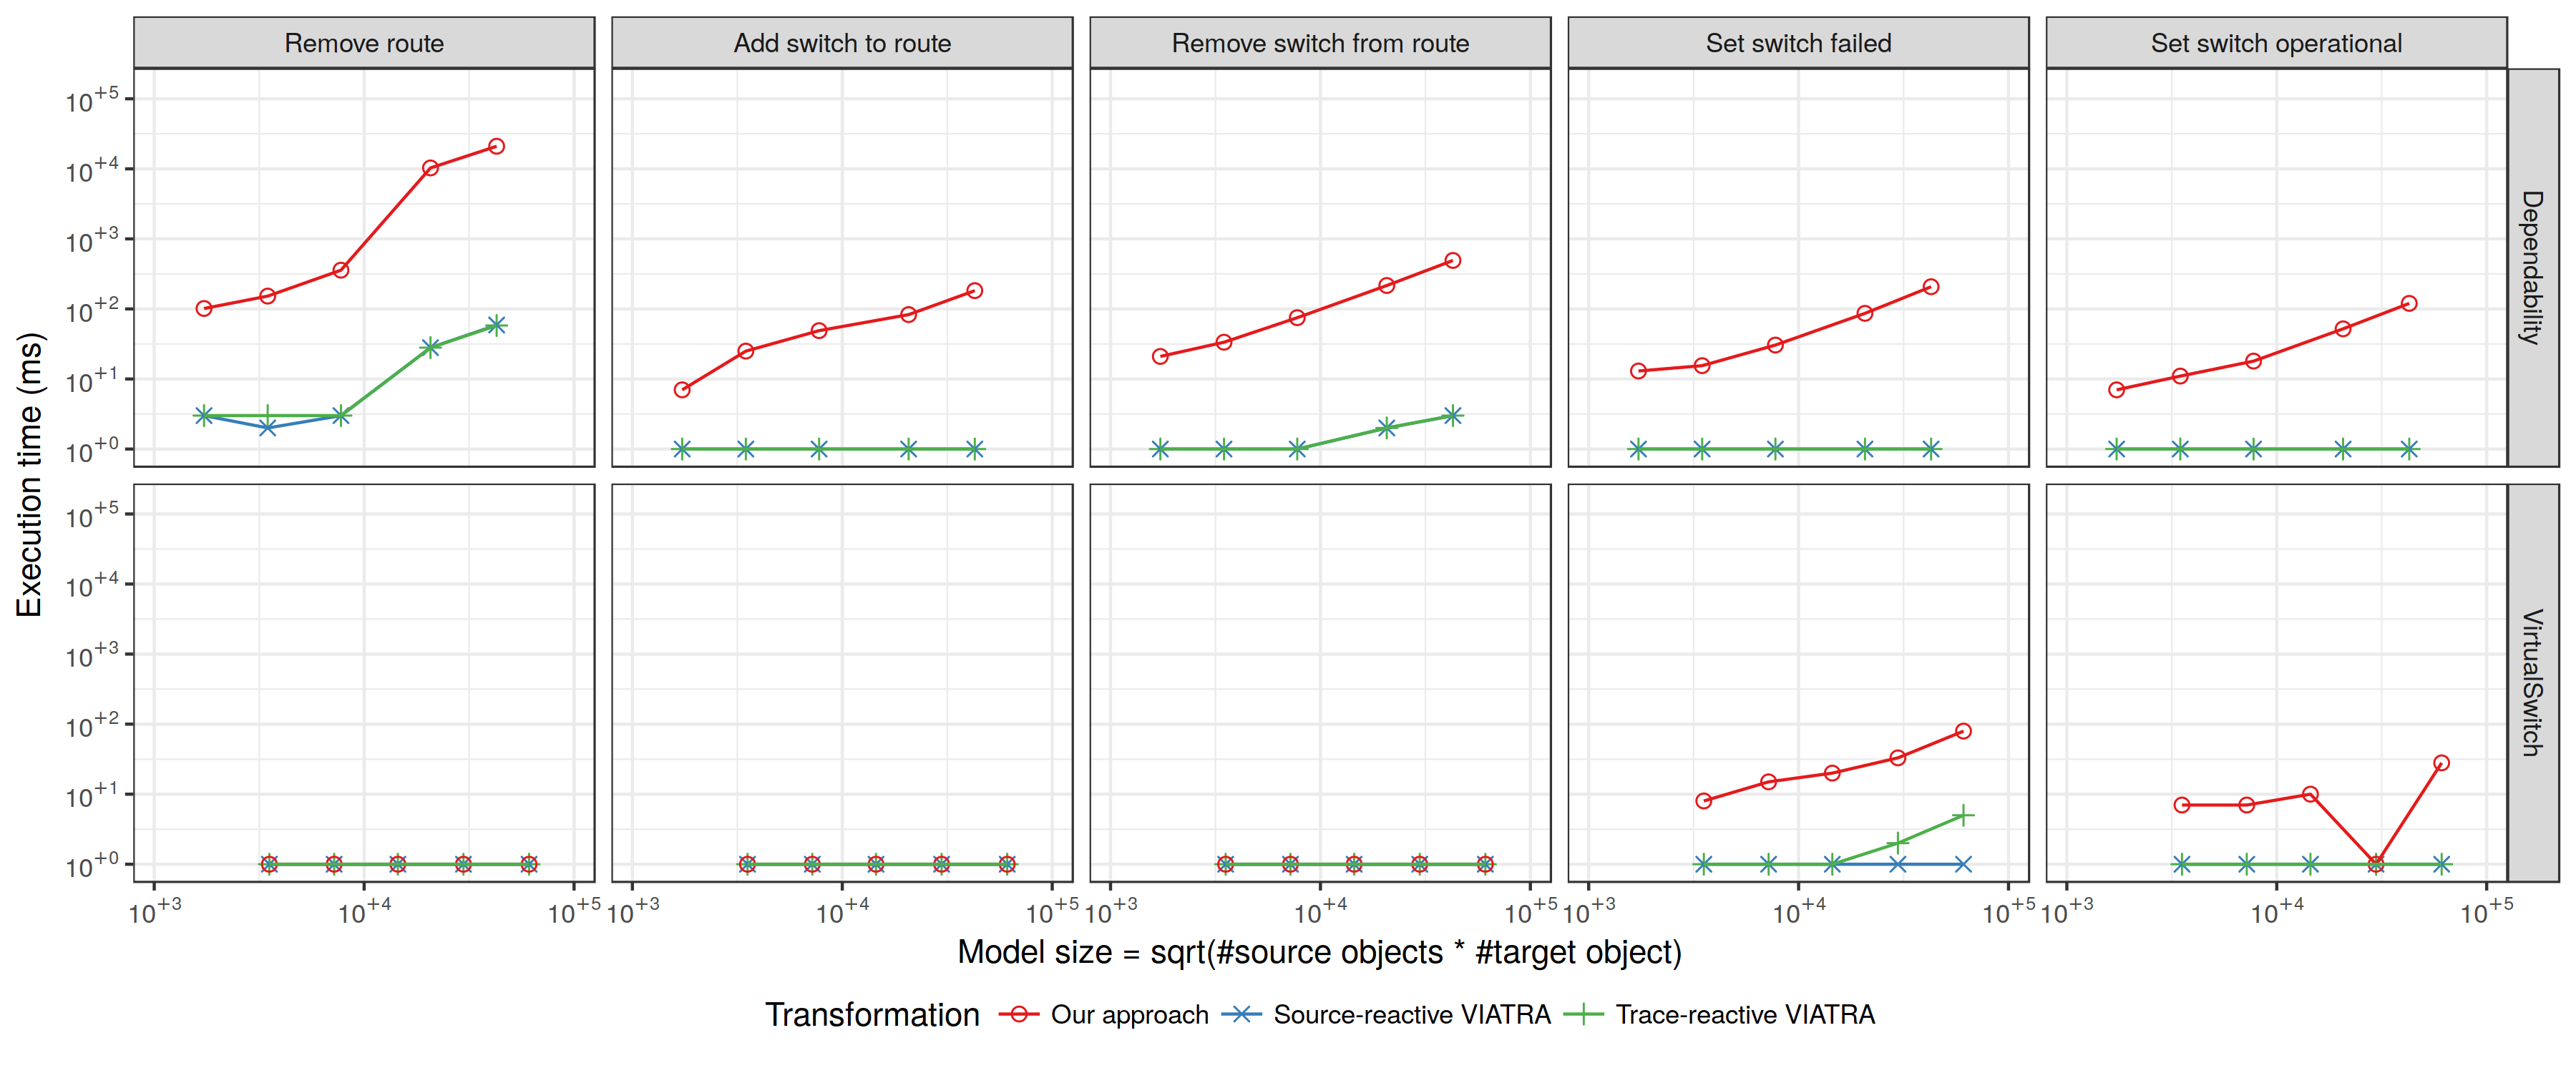 Remove route
Add switch to route
Remove switch from route
Set switch failed
Set switch operational
Execution time (ms)
10+5
10+4
10+3
10+2
10+1
10+0
Dependability
10+5
10+4
10+3
10+2
10+1
10+0
VirtualSwitch
10+3 10+4 10+5
10+3 10+4 10+5
10+3 10+4 10+5
10+3 10+4 10+5
10+3 10+4 10+5
Model size = sqrt(#source objects * #target object)
Transformation Our approach Source-reactive VIATRA Trace-reactive VIATRA